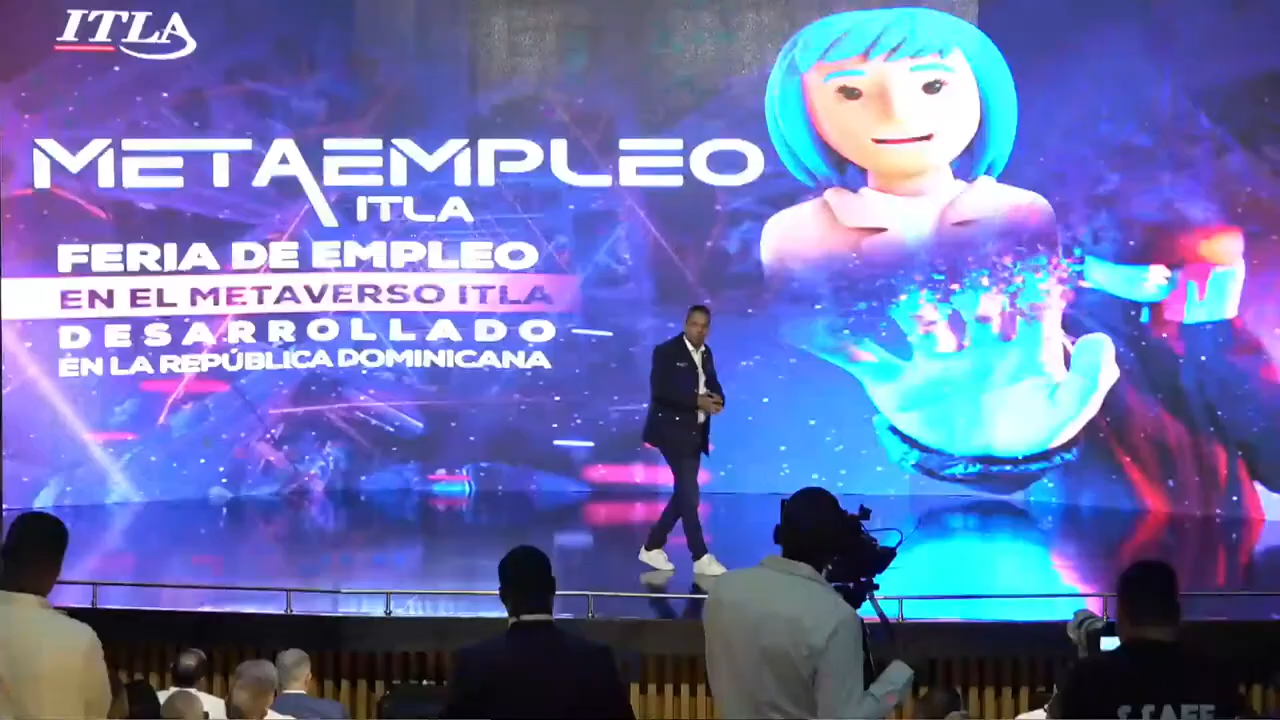 ITLA
METAEMPLEO
ITLA
FERIA DE EMPLEO
EN EL METAVERSO ITLA
DESARROLLADO
EN LA REPÚBLICA DOMINICANA